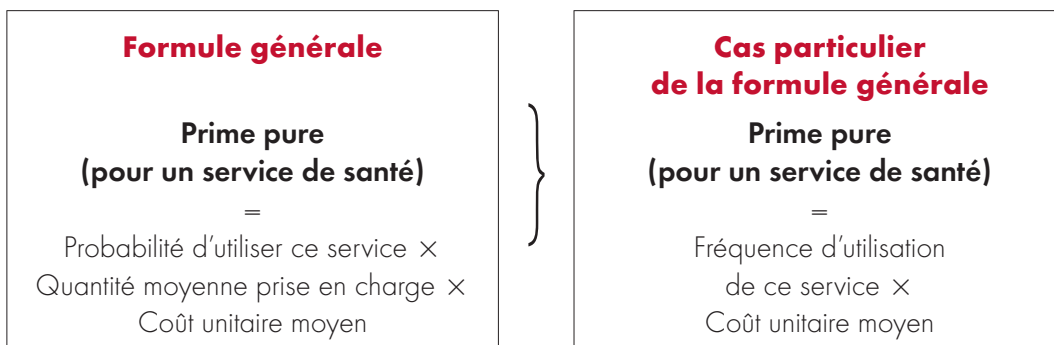 Formule générale
Prime pure
(pour un service de santé)
=
Probabilité d'utiliser ce service ×
Quantité moyenne prise en charge ×
Coût unitaire moyen
Cas particulier
de la formule générale
Prime pure
(pour un service de santé)
=
Fréquence d'utilisation
de ce service ×
Coût unitaire moyen